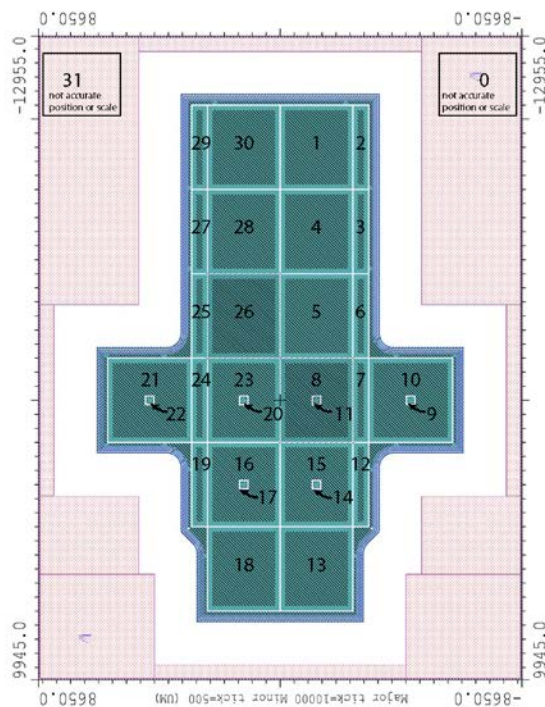 8650.0
-8650.0
-12955.0
31
not accurate
position or scale
0
not accurate
position or scale
29 30 1 2
27 28 4 3
25 26 5 6
21 24 23 8 7 10
22 20 11 9
19 16 15 12
17 14
18 13
9945.0
8650.0
Major tick=10000 Minor tick=500 (UM)
-8650.0
-12955.0
9945.0